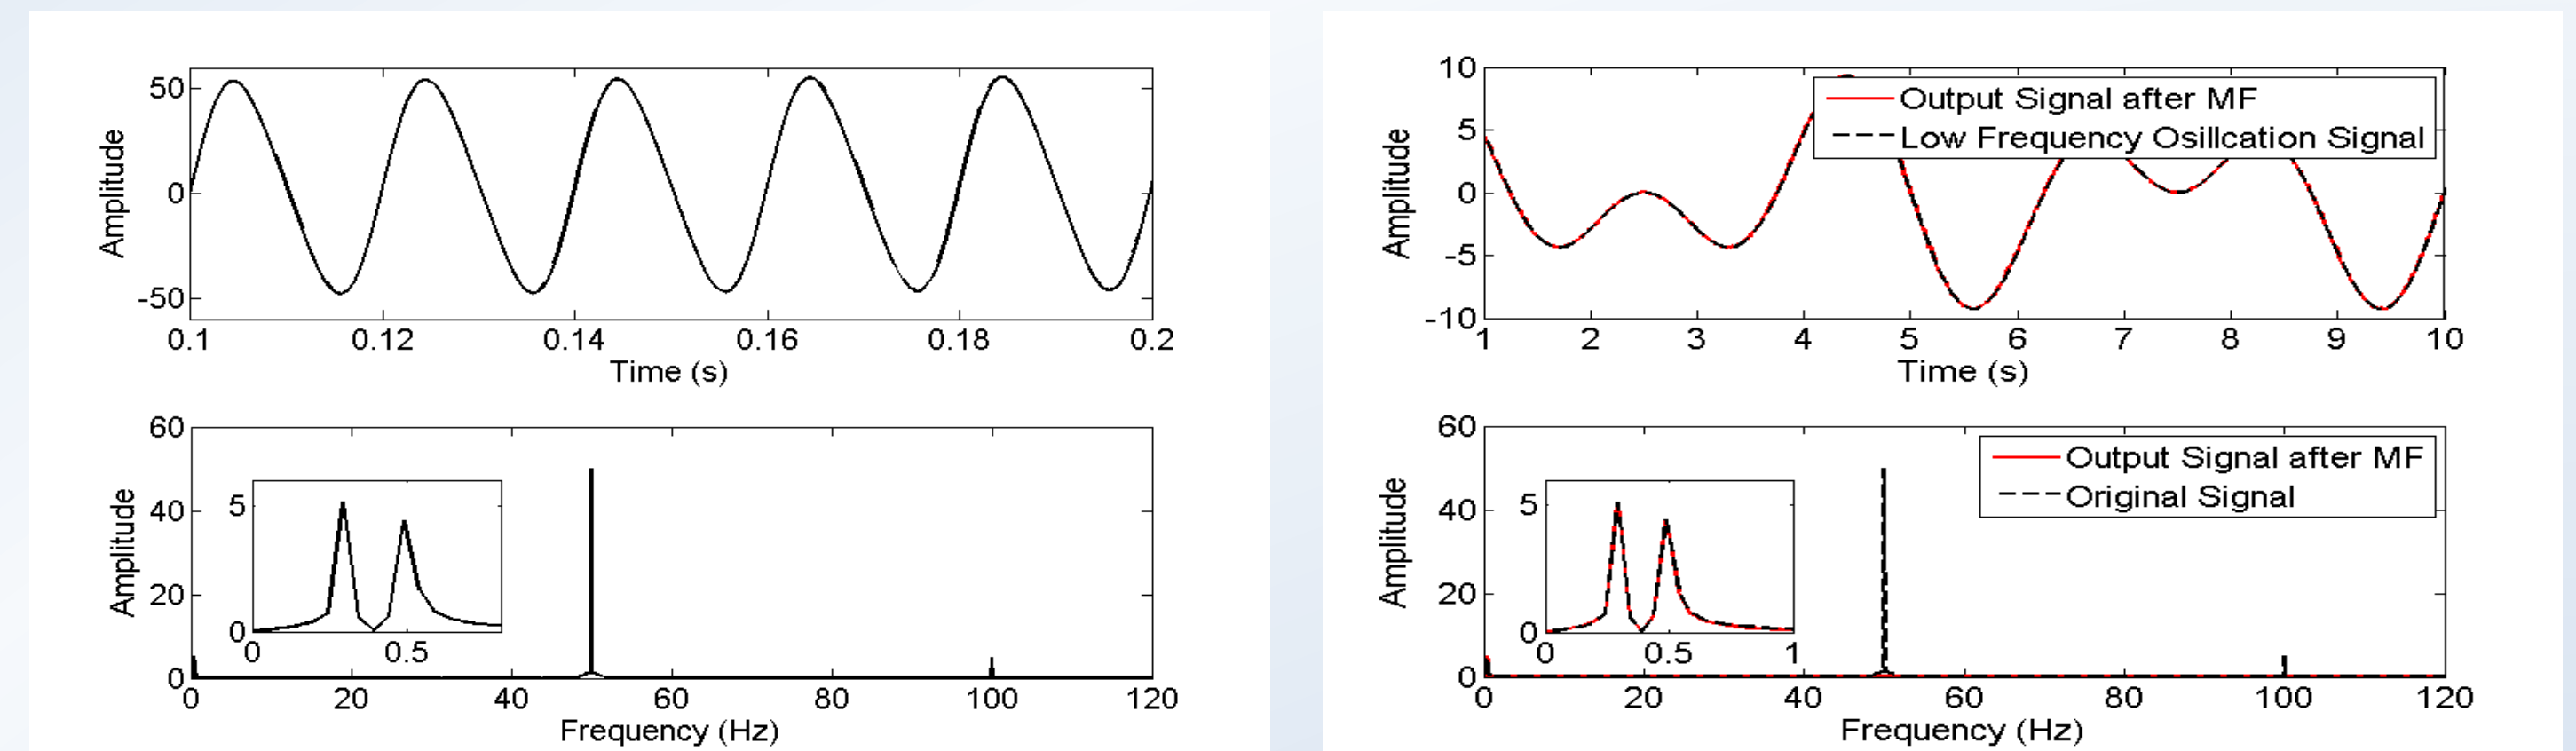 50
0
-50
Amplitude
0.1 0.12 0.14 0.16 0.18 0.2
Time (s)
60
40
20
0
Amplitude
5
0
0 0.5
0 20 40 60 80 100 120
Frequency (Hz)
10
5
0
-5
-10
Amplitude
Output Signal after MF
Low Frequency Osillcation Signal
1 2 3 4 5 6 7 8 9 10
Time (s)
60
40
20
0
Amplitude
Output Signal after MF
Original Signal
5
0
0 0.5 1
0 20 40 60 80 100 120
Frequency (Hz)